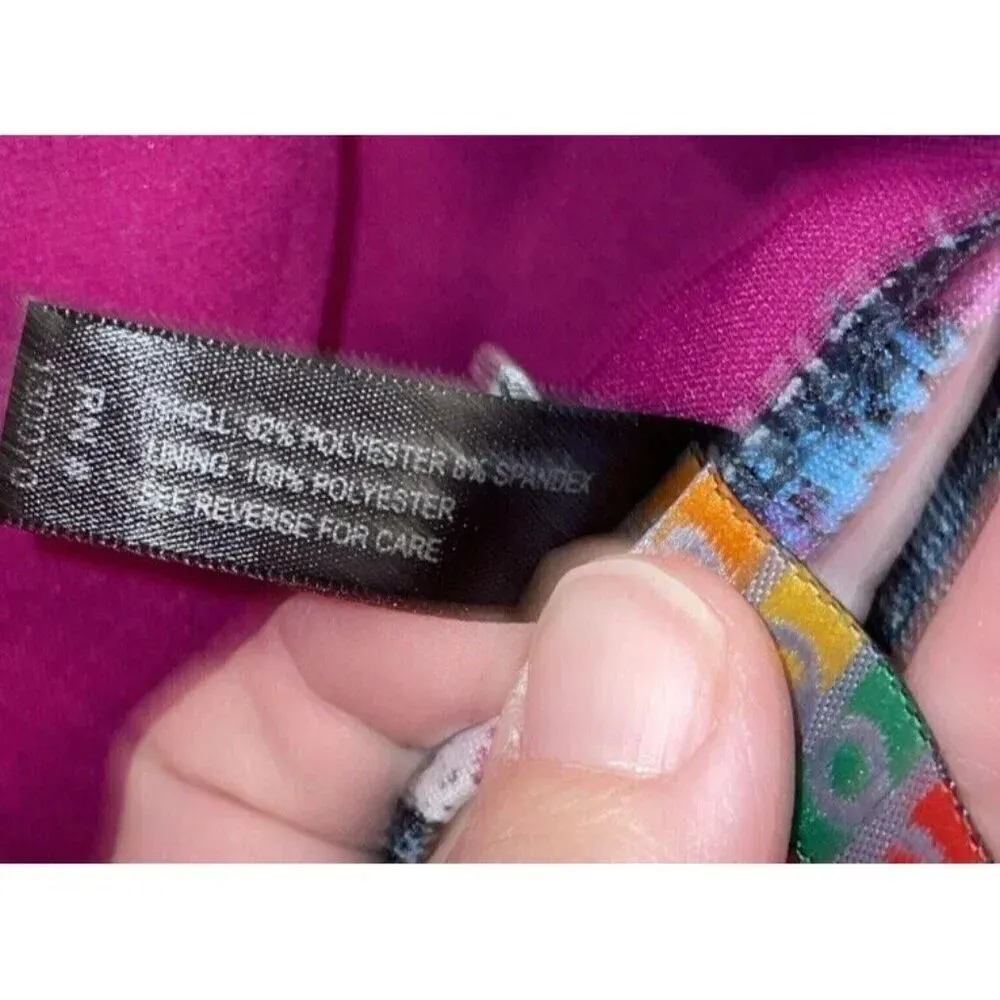 SHELL: 92% POLYESTER 8% SPANDEX
LINING: 100% POLYESTER
SEE REVERSE FOR CARE